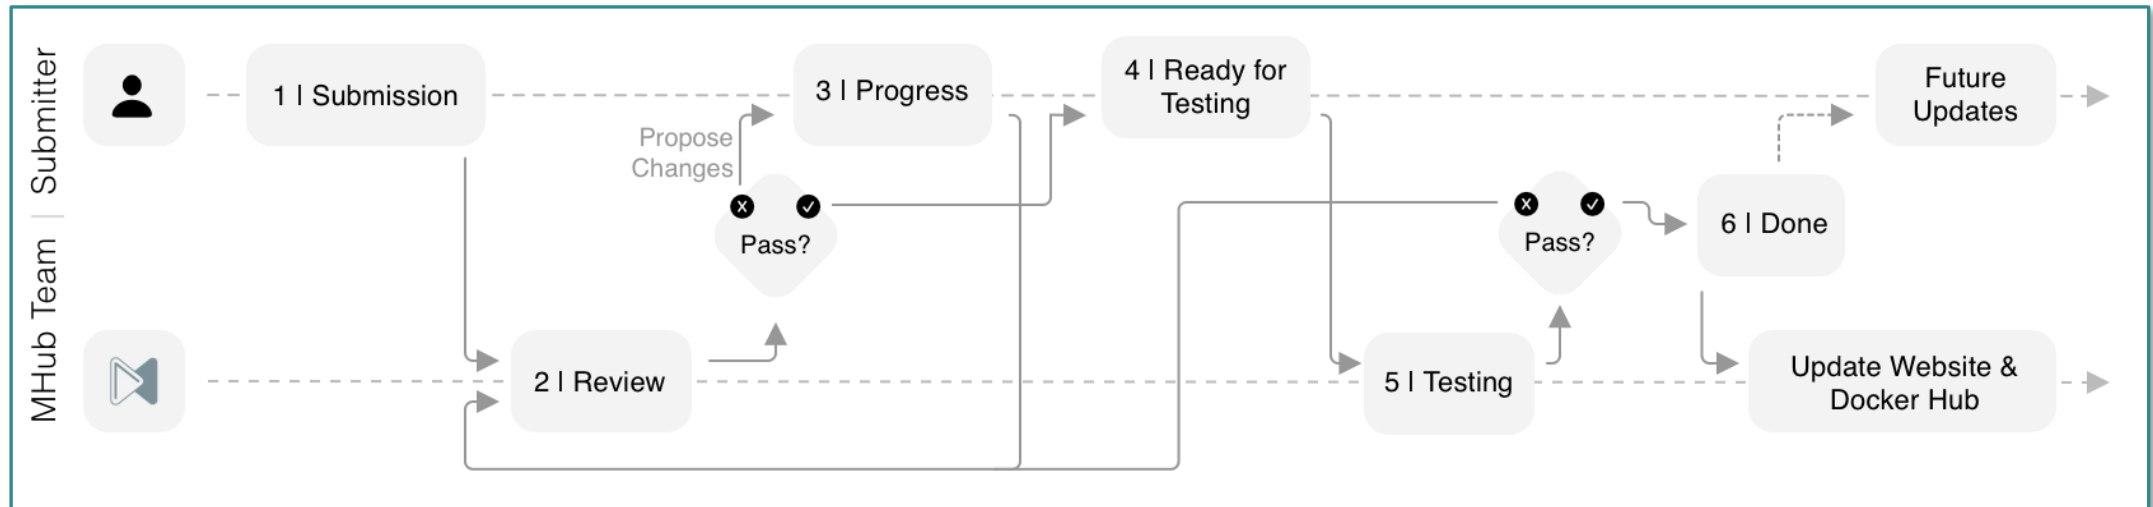 Submitter
MHub Team
1 | Submission
2 | Review
Propose
Changes
Pass?
3 | Progress
4 | Ready for
Testing
5 | Testing
Pass?
6 | Done
Future
Updates
Update Website &
Docker Hub